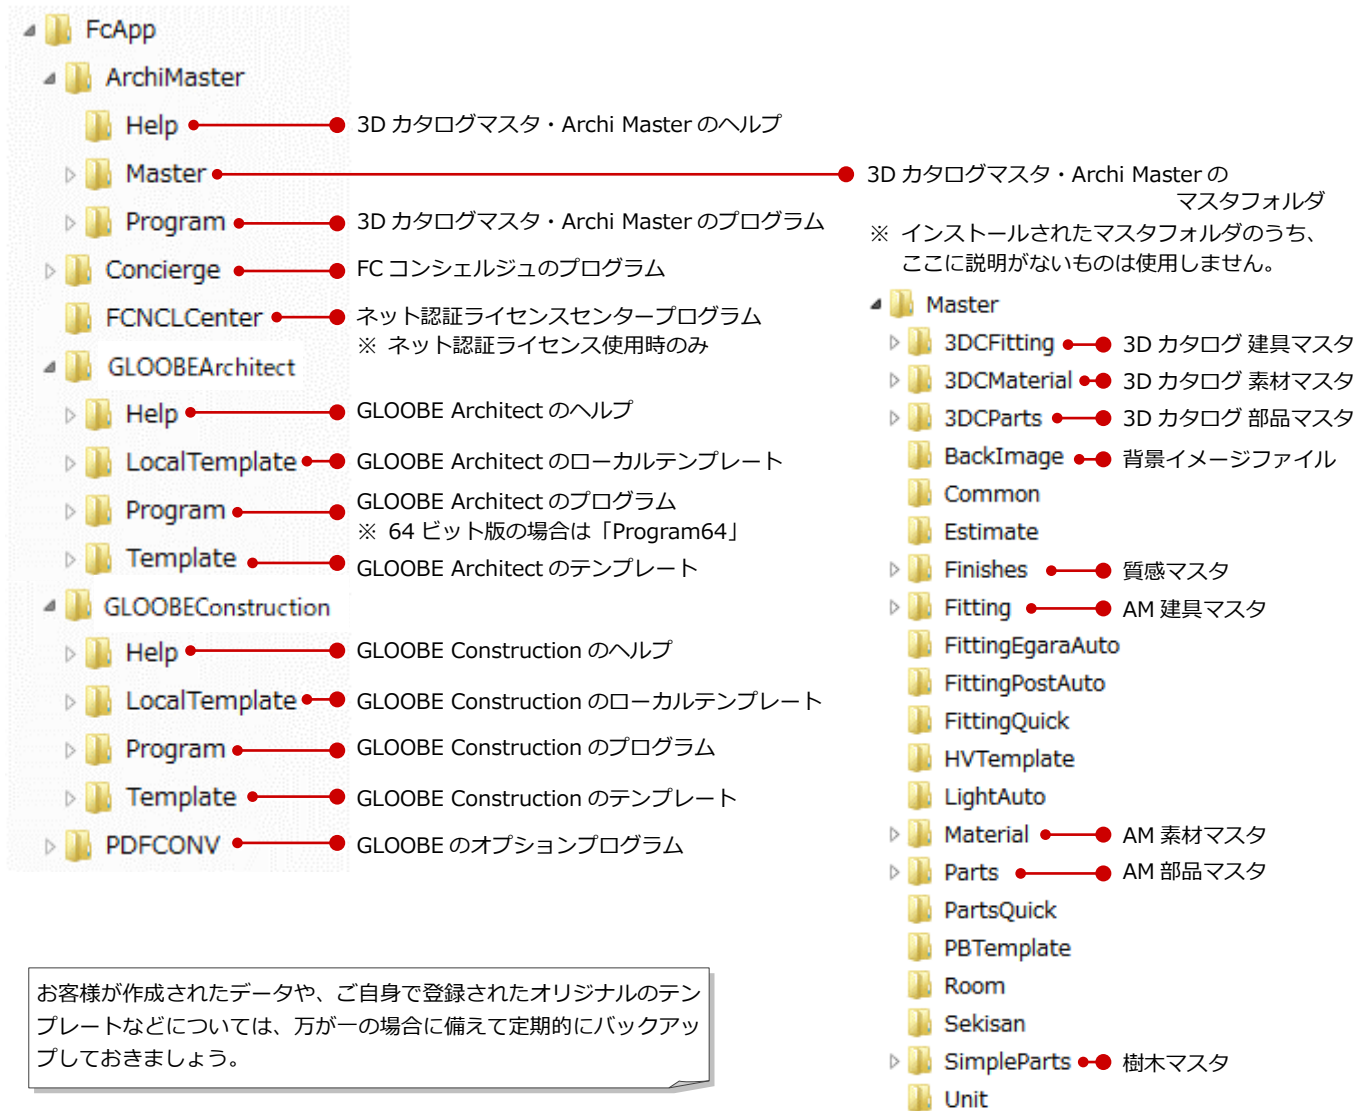 FcApp
ArchiMaster
Help 3D カタログマスタ・Archi Master のヘルプ
Master 3D カタログマスタ・Archi Master の
マスタフォルダ
Program 3D カタログマスタ・Archi Master のプログラム
※ インストールされたマスタフォルダのうち、
ここに説明がないものは使用しません。
Concierge FC コンシェルジュのプログラム
FCNCLCenter ネット認証ライセンスセンタープログラム
※ ネット認証ライセンス使用時のみ
GLOOBEArchitect
Help GLOOBE Architect のヘルプ
LocalTemplate GLOOBE Architect のローカルテンプレート
Program GLOOBE Architect のプログラム
※ 64 ビット版の場合は「Program64」
Template GLOOBE Architect のテンプレート
GLOOBEConstruction
Help GLOOBE Construction のヘルプ
LocalTemplate GLOOBE Construction のローカルテンプレート
Program GLOOBE Construction のプログラム
Template GLOOBE Construction のテンプレート
PDFCONV GLOOBE のオプションプログラム
Master
3DCFitting 3D カタログ 建具マスタ
3DCMaterial 3D カタログ 素材マスタ
3DCParts 3D カタログ 部品マスタ
BackImage 背景イメージファイル
Common
Estimate
Finishes 質感マスタ
Fitting AM 建具マスタ
FittingEgaraAuto
FittingPostAuto
FittingQuick
HVTemplate
LightAuto
Material AM 素材マスタ
Parts AM 部品マスタ
PartsQuick
PBTemplate
Room
Sekisan
SimpleParts 樹木マスタ
Unit
お客様が作成されたデータや、ご自身で登録されたオリジナルのテン
プレートなどについては、万が一の場合に備えて定期的にバックアッ
プしておきましょう。